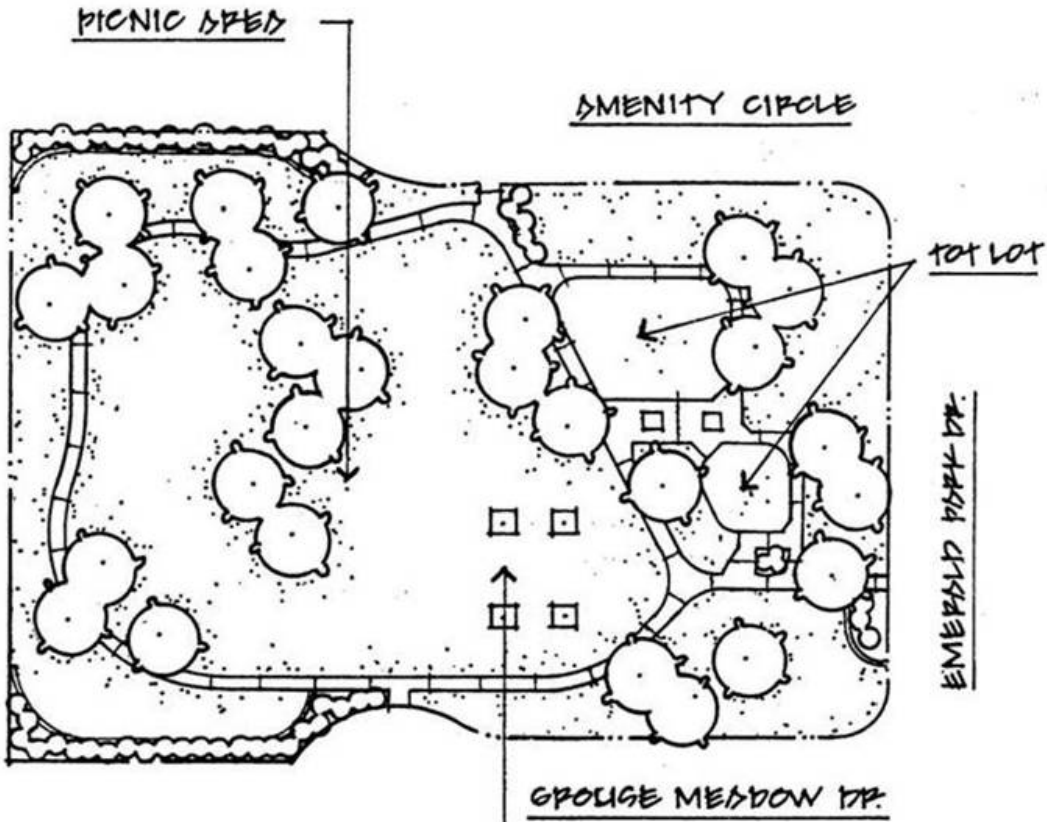 PICNIC AREA
AMENITY CIRCLE
TOT LOT
EMERALD PARK DR.
GROUSE MEADOW DR.